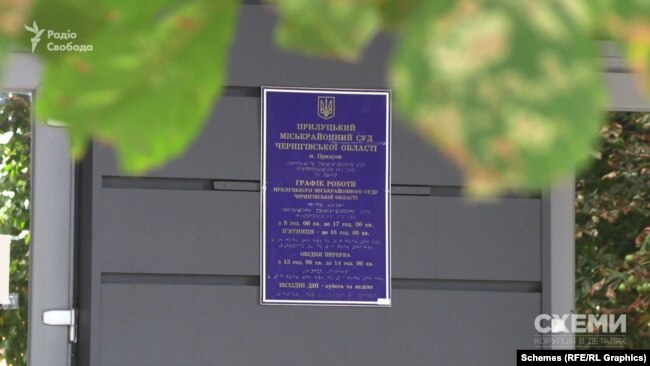 Радіо
Свобода
ПРИЛУЦЬКИЙ
МІСЬКРАЙОННИЙ СУД
ЧЕРНІГІВСЬКОЇ ОБЛАСТІ
м. Прилуки
ГРАФІК РОБОТИ
ПРИЛУЦЬКОГО МІСЬКРАЙОННОГО СУДУ
ЧЕРНІГІВСЬКОЇ ОБЛАСТІ
з 8 год. 00 хв. до 17 год. 00 хв.
П'ЯТНИЦЯ - до 16 год. 00 хв.
ОБІДНЯ ПЕРЕРВА
з 13 год. 00 хв. до 14 год. 00 хв.
ВИХІДНІ ДНІ - субота та неділя
СХЕМИ
КОРУПЦІЯ В ДЕТАЛЯХ
Schemes (RFE/RL Graphics)